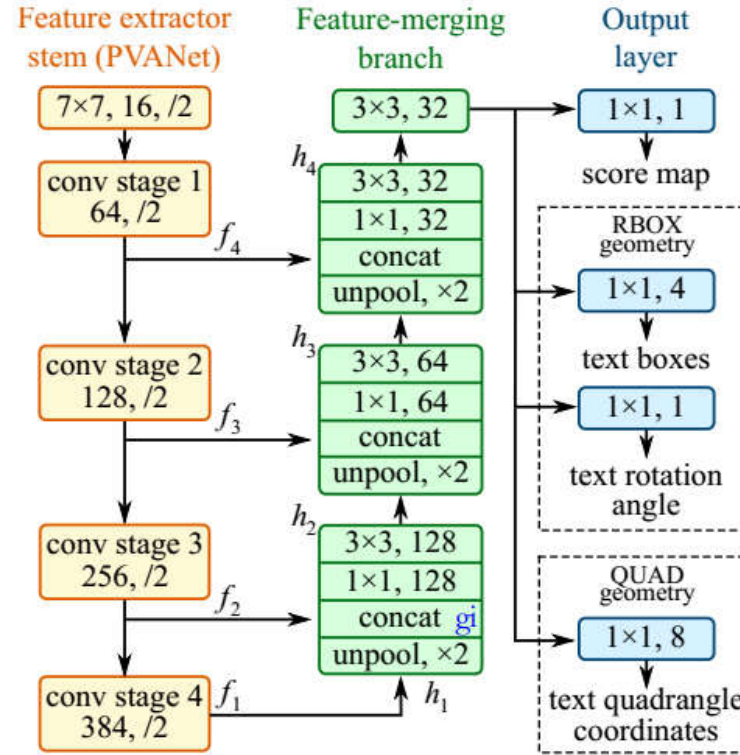 Feature extractor
stem (PVANet)
7×7, 16, /2
conv stage 1
64, /2
f4
conv stage 2
128, /2
f3
conv stage 3
256, /2
f2
conv stage 4
384, /2
f1
Feature-merging
branch
3×3, 32
h4
3×3, 32
1×1, 32
concat
unpool, ×2
h3
3×3, 64
1×1, 64
concat
unpool, ×2
h2
3×3, 128
1×1, 128
concat gi
unpool, ×2
h1
Output
layer
1×1, 1
score map
RBOX
geometry
1×1, 4
text boxes
1×1, 1
text rotation
angle
QUAD
geometry
1×1, 8
text quadrangle
coordinates